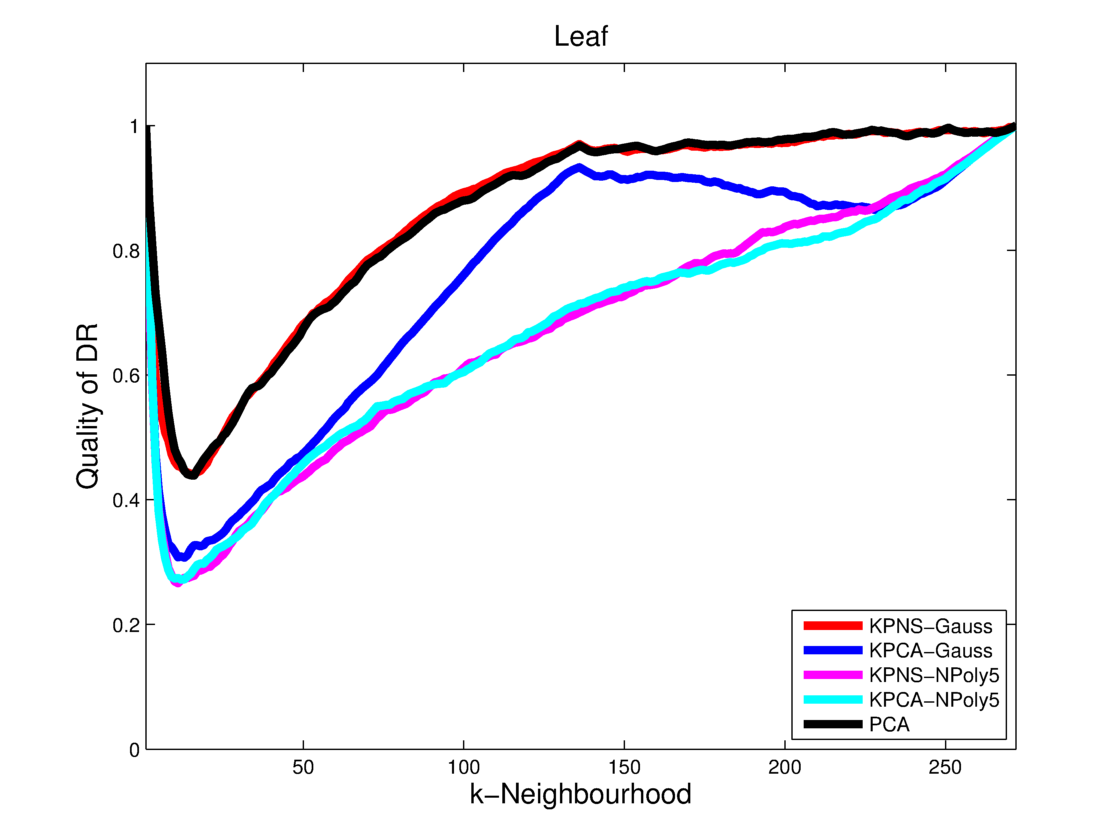 Leaf
1
0.8
0.6
0.4
0.2
0
Quality of DR
50 100 150 200 250
k−Neighbourhood
KPNS−Gauss
KPCA−Gauss
KPNS−NPoly5
KPCA−NPoly5
PCA